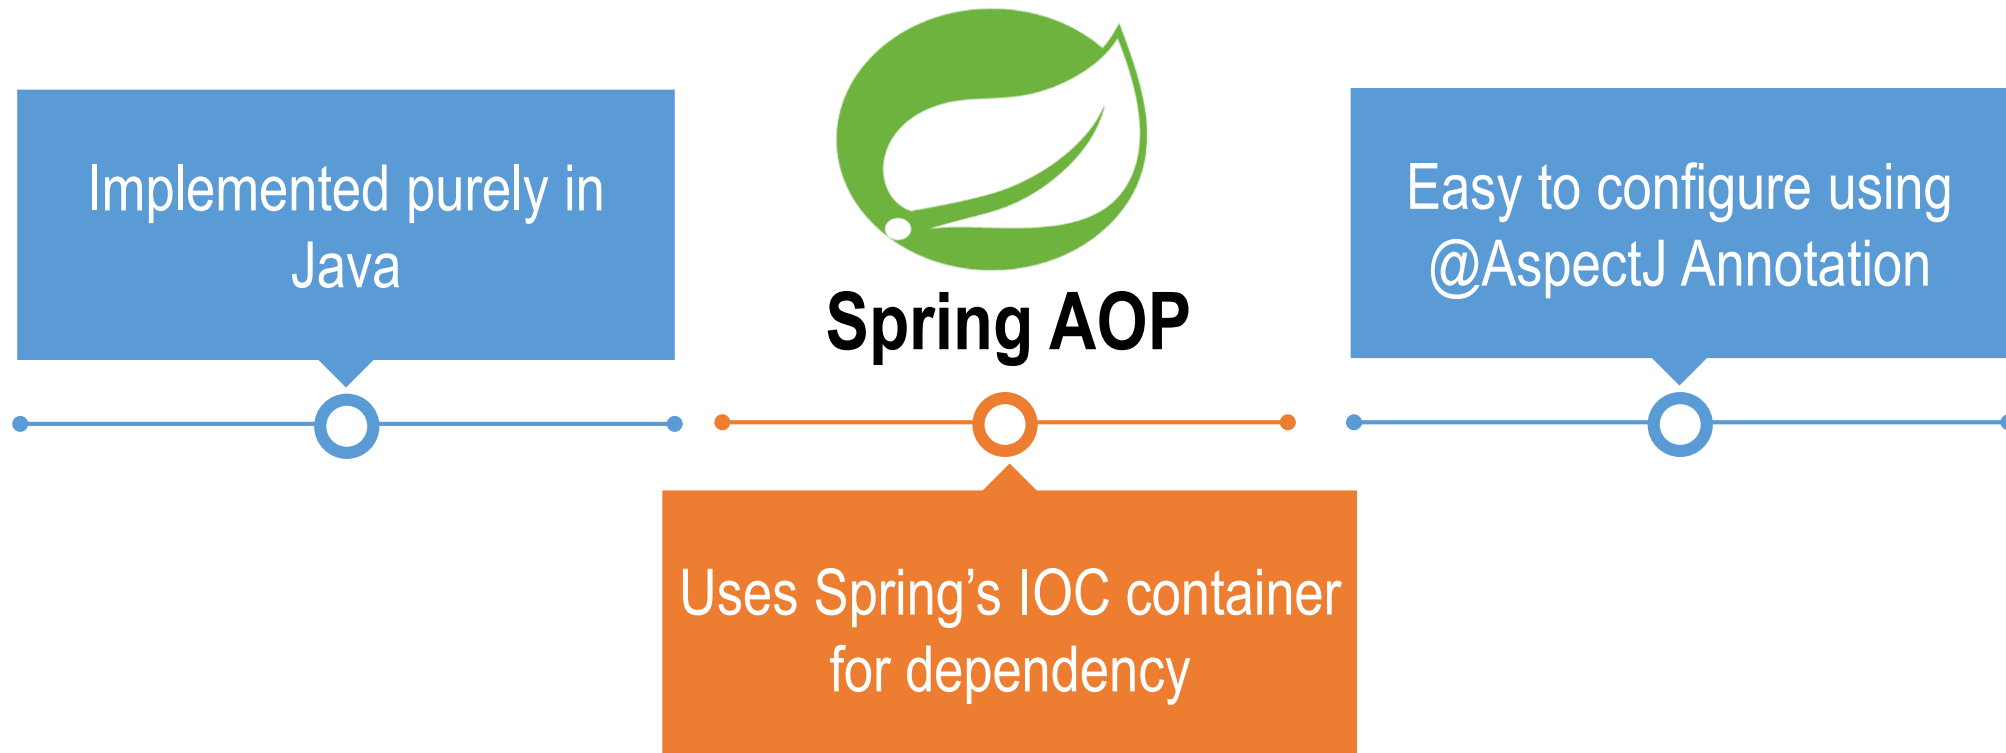 Implemented purely in
Java
Spring AOP
Easy to configure using
@AspectJ Annotation
Uses Spring’s IOC container
for dependency